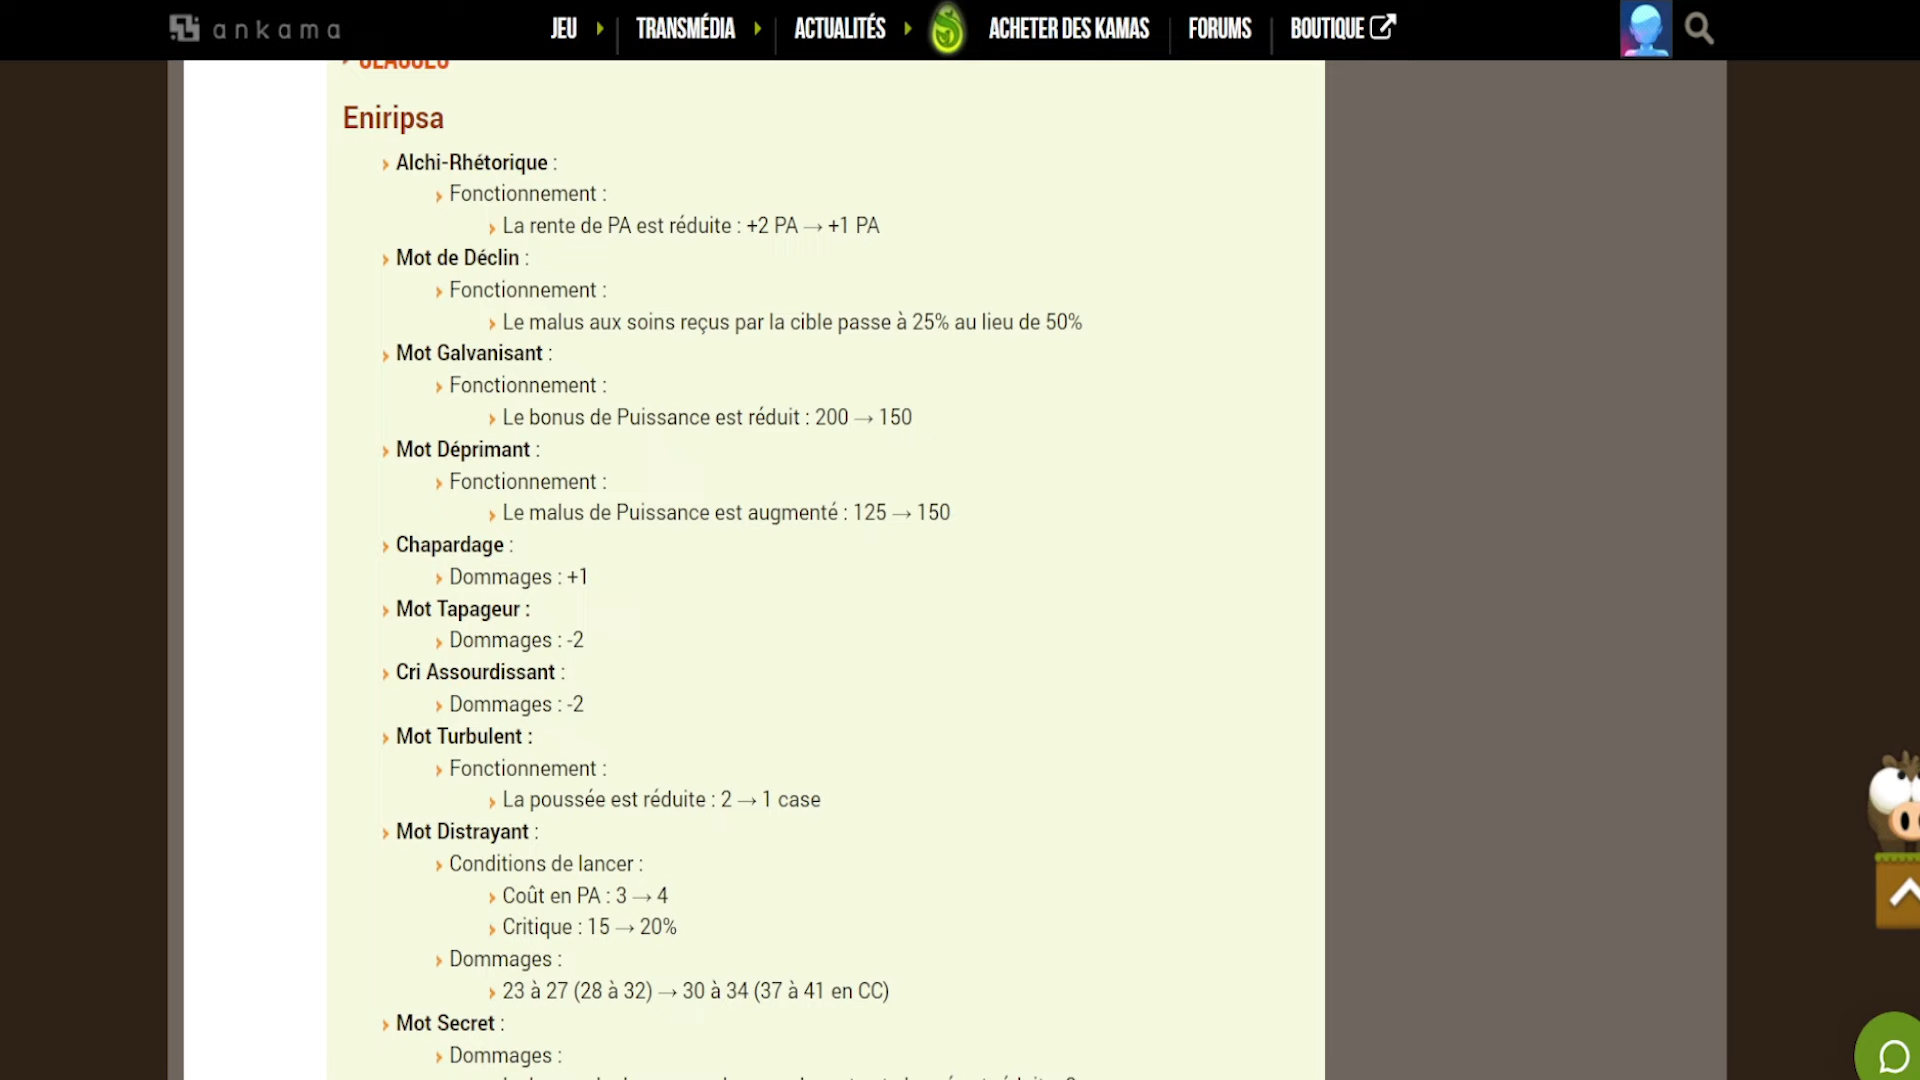 ankama
JEU
TRANSMÉDIA
ACTUALITÉS
ACHETER DES KAMAS
FORUMS
BOUTIQUE
CLASSES
Eniripsa
Alchi-Rhétorique :
Fonctionnement :
La rente de PA est réduite : +2 PA → +1 PA
Mot de Déclin :
Fonctionnement :
Le malus aux soins reçus par la cible passe à 25% au lieu de 50%
Mot Galvanisant :
Fonctionnement :
Le bonus de Puissance est réduit : 200 → 150
Mot Déprimant :
Fonctionnement :
Le malus de Puissance est augmenté : 125 → 150
Chapardage :
Dommages : +1
Mot Tapageur :
Dommages : -2
Cri Assourdissant :
Dommages : -2
Mot Turbulent :
Fonctionnement :
La poussée est réduite : 2 → 1 case
Mot Distrayant :
Conditions de lancer :
Coût en PA : 3 → 4
Critique : 15 → 20%
Dommages :
23 à 27 (28 à 32) → 30 à 34 (37 à 41 en CC)
Mot Secret :
Dommages :